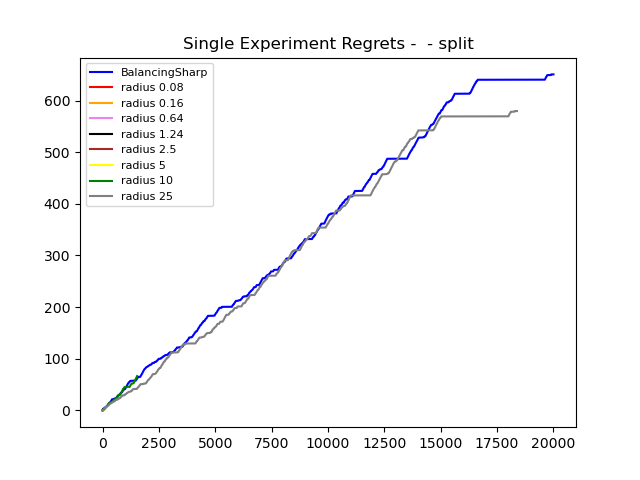 Single Experiment Regrets -  - split
BalancingSharp
radius 0.08
radius 0.16
radius 0.64
radius 1.24
radius 2.5
radius 5
radius 10
radius 25
600
500
400
300
200
100
0
0 2500 5000 7500 10000 12500 15000 17500 20000